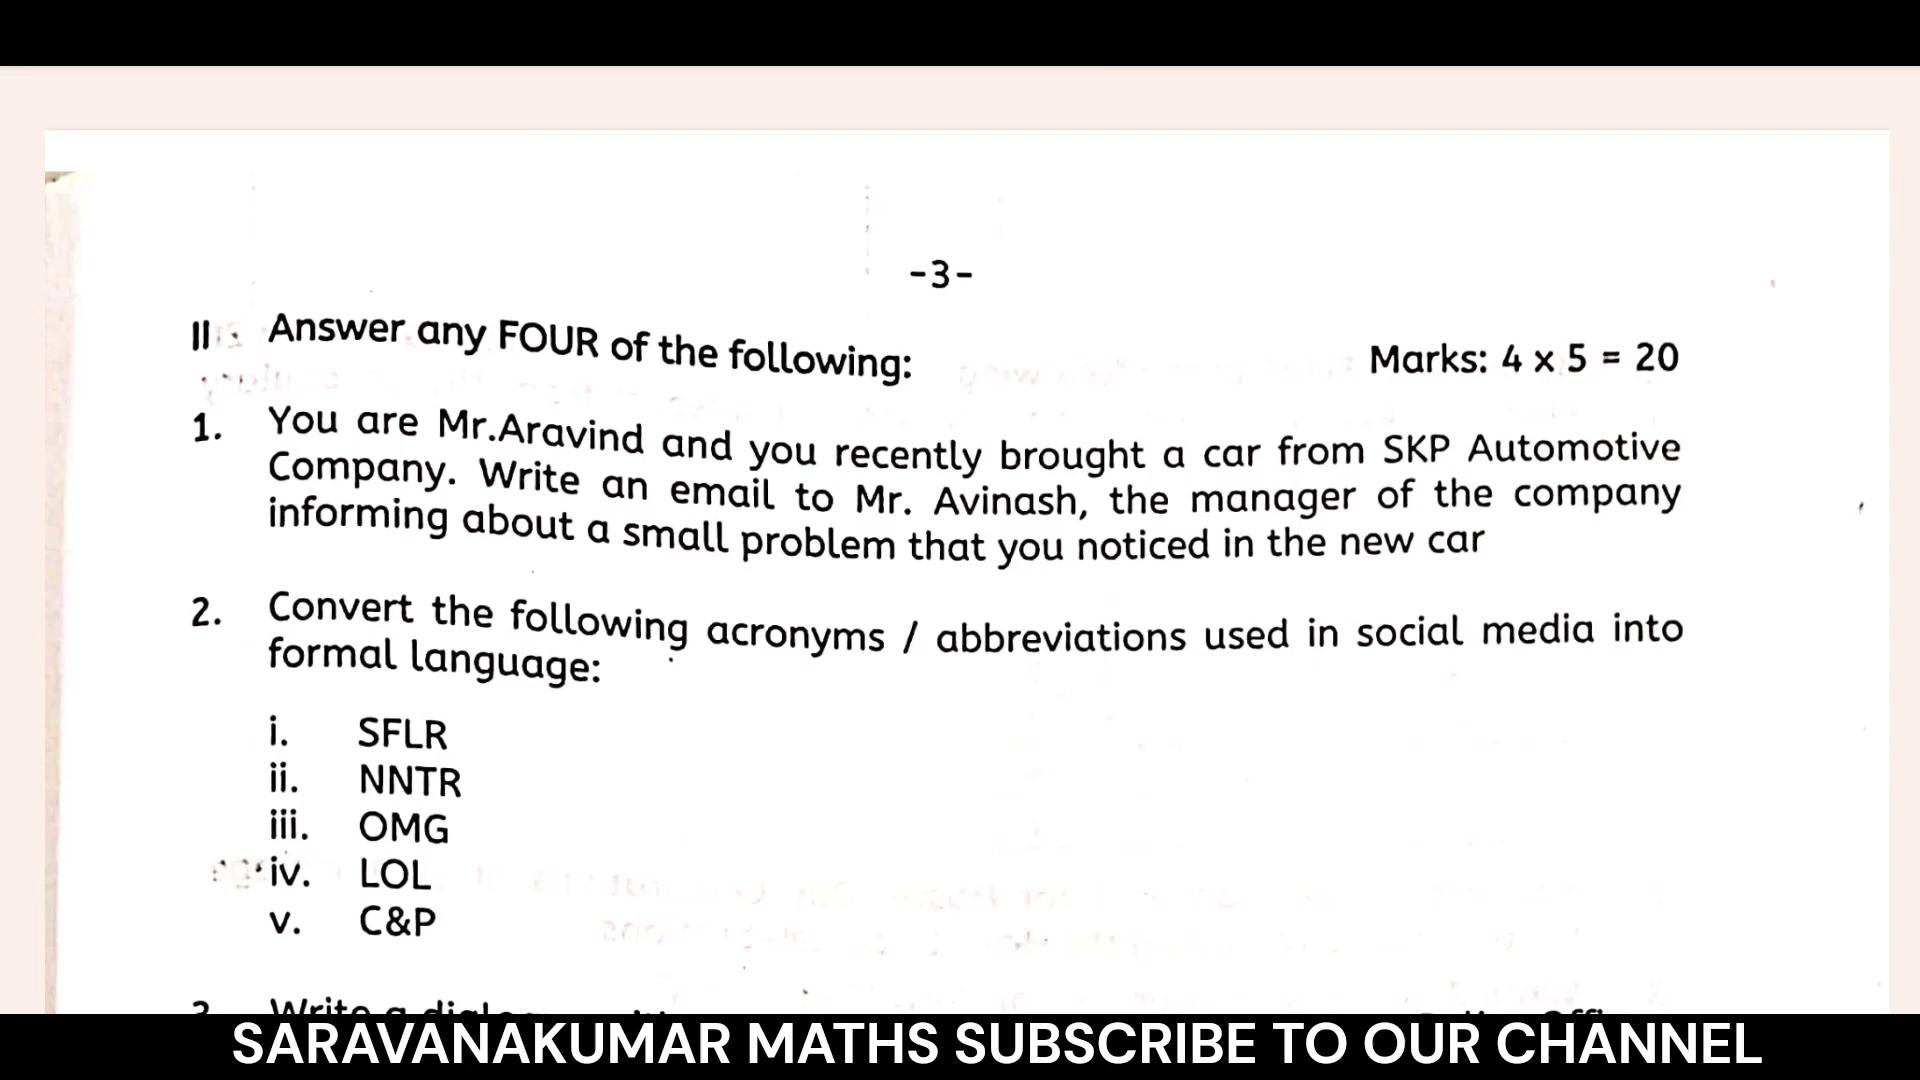 -3-
II. Answer any FOUR of the following:
Marks: 4 x 5 = 20
1. You are Mr.Aravind and you recently brought a car from SKP Automotive
Company. Write an email to Mr. Avinash, the manager of the company
informing about a small problem that you noticed in the new car
2. Convert the following acronyms / abbreviations used in social media into
formal language:
i. SFLR
ii. NNTR
iii. OMG
iv. LOL
v. C&P
3. Write a
SARAVANAKUMAR MATHS SUBSCRIBE TO OUR CHANNEL